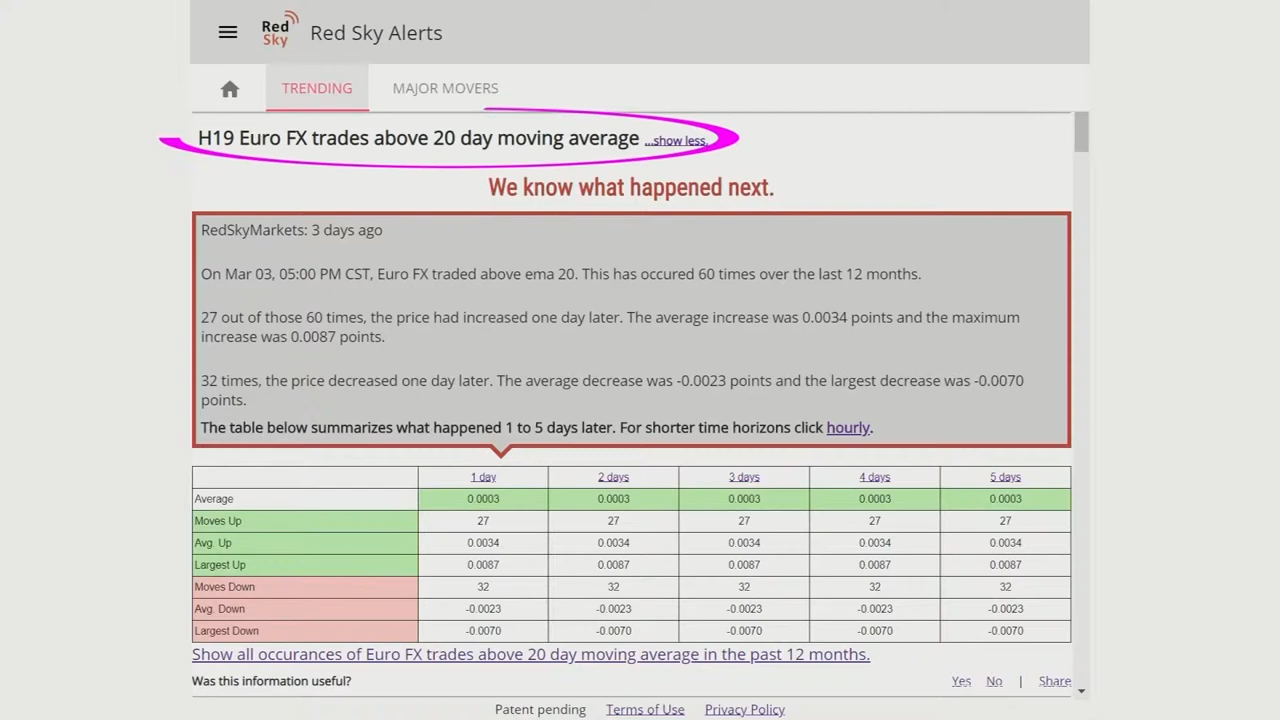 Red
Sky
Red Sky Alerts
TRENDING
MAJOR MOVERS
H19 Euro FX trades above 20 day moving average ...show less.
We know what happened next.
RedSkyMarkets: 3 days ago
On Mar 03, 05:00 PM CST, Euro FX traded above ema 20. This has occured 60 times over the last 12 months.
27 out of those 60 times, the price had increased one day later. The average increase was 0.0034 points and the maximum
increase was 0.0087 points.
32 times, the price decreased one day later. The average decrease was -0.0023 points and the largest decrease was -0.0070
points.
The table below summarizes what happened 1 to 5 days later. For shorter time horizons click hourly.
1 day 2 days 3 days 4 days 5 days
Average 0.0003 0.0003 0.0003 0.0003 0.0003
Moves Up 27 27 27 27 27
Avg. Up 0.0034 0.0034 0.0034 0.0034 0.0034
Largest Up 0.0087 0.0087 0.0087 0.0087 0.0087
Moves Down 32 32 32 32 32
Avg. Down -0.0023 -0.0023 -0.0023 -0.0023 -0.0023
Largest Down -0.0070 -0.0070 -0.0070 -0.0070 -0.0070
Show all occurances of Euro FX trades above 20 day moving average in the past 12 months.
Was this information useful? Yes No | Share
Patent pending Terms of Use Privacy Policy